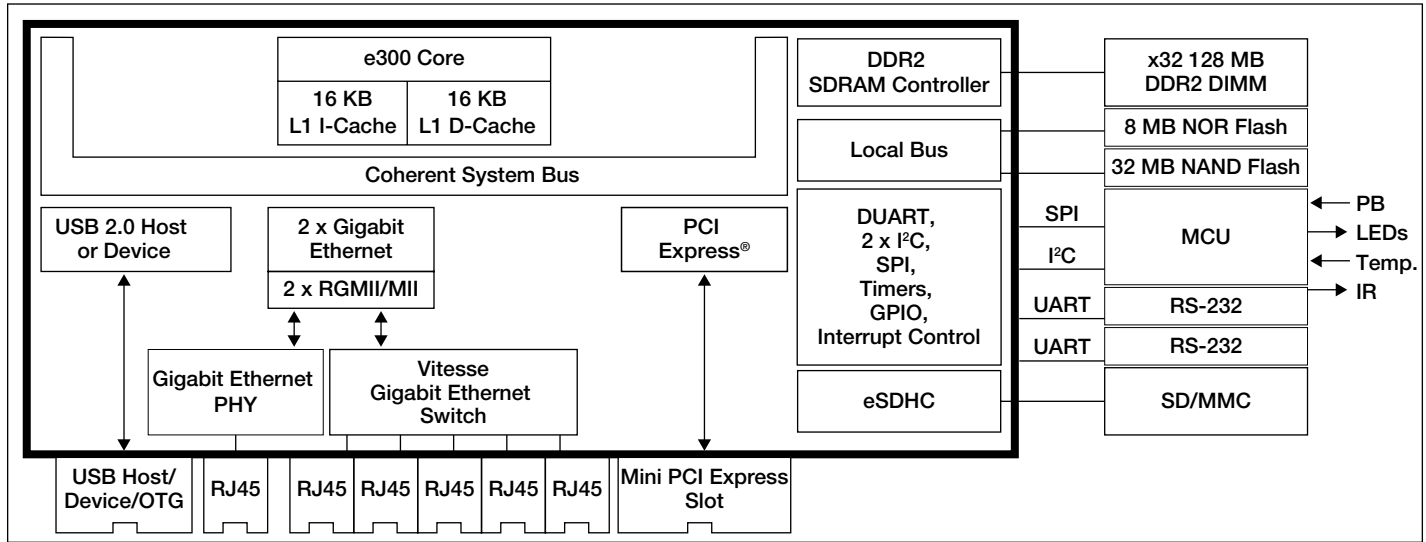 e300 Core
16 KB
L1 I-Cache
16 KB
L1 D-Cache
Coherent System Bus
DDR2
SDRAM Controller
x32 128 MB
DDR2 DIMM
Local Bus
8 MB NOR Flash
32 MB NAND Flash
USB 2.0 Host
or Device
2 x Gigabit
Ethernet
2 x RGMII/MII
PCI
Express®
DUART,
2 x I²C,
SPI,
Timers,
GPIO,
Interrupt Control
SPI
I²C
MCU
PB
LEDs
Temp.
IR
UART
RS-232
UART
RS-232
Gigabit Ethernet
PHY
Vitesse
Gigabit Ethernet
Switch
eSDHC
SD/MMC
USB Host/
Device/OTG
RJ45
RJ45
RJ45
RJ45
RJ45
RJ45
Mini PCI Express
Slot